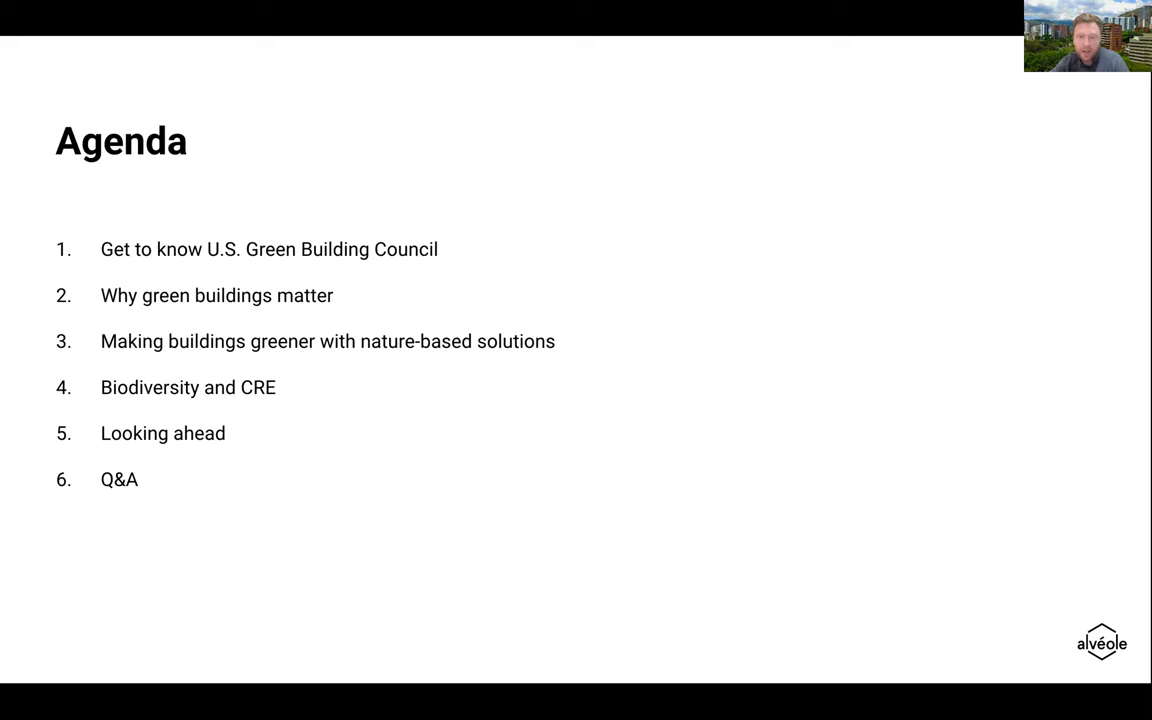 Agenda
1. Get to know U.S. Green Building Council
2. Why green buildings matter
3. Making buildings greener with nature-based solutions
4. Biodiversity and CRE
5. Looking ahead
6. Q&A
alvéole